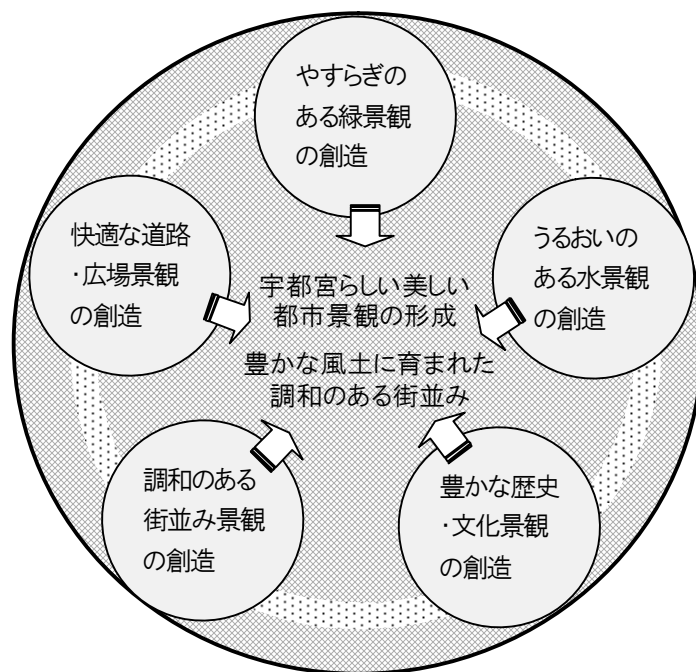 やすらぎの
ある緑景観
の創造
快適な道路
・広場景観
の創造
うるおいの
ある水景観
の創造
宇都宮らしい美しい
都市景観の形成
豊かな風土に育まれた
調和のある街並み
調和のある
街並み景観
の創造
豊かな歴史
・文化景観
の創造